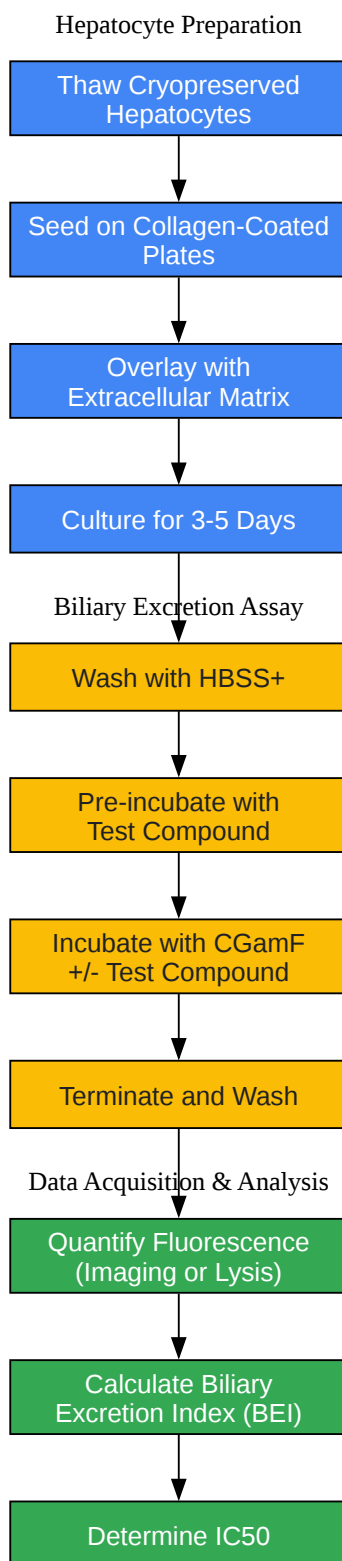 Hepatocyte Preparation
Thaw Cryopreserved
Hepatocytes
Seed on Collagen-Coated
Plates
Overlay with
Extracellular Matrix
Culture for 3-5 Days
Biliary Excretion Assay
Wash with HBSS+
Pre-incubate with
Test Compound
Incubate with CGamF
+/- Test Compound
Terminate and Wash
Data Acquisition & Analysis
Quantify Fluorescence
(Imaging or Lysis)
Calculate Biliary
Excretion Index (BEI)
Determine IC50